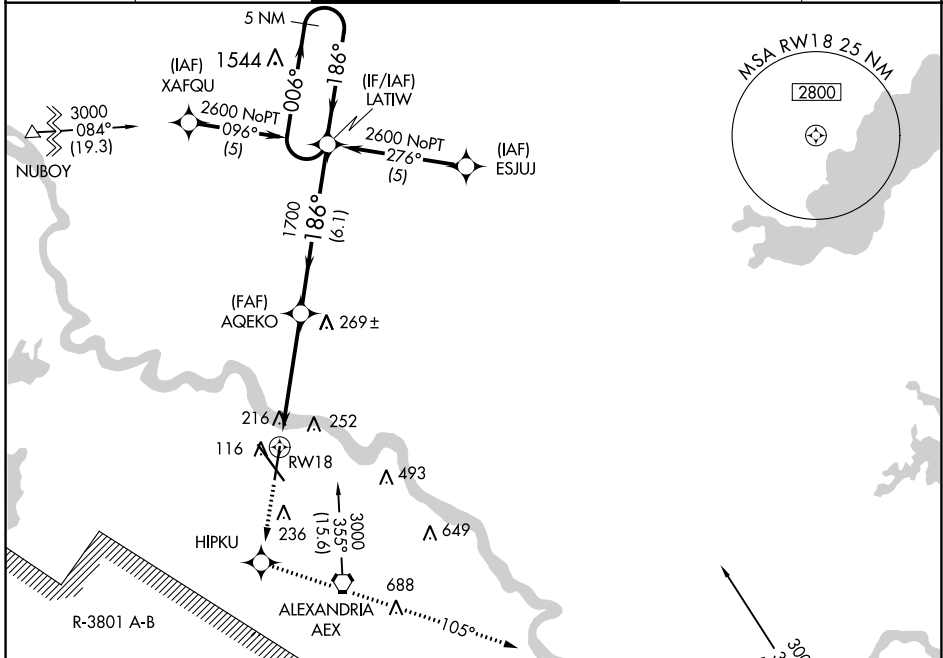 5 NM
MSA RW18 25 NM
2800
1544
(IAF)
XAFQU
006°
186°
(IF/IAF)
LATIW
3000
084°
(19.3)
NUBOY
2600 NoPT
096°
(5)
2600 NoPT
276°
(5)
(IAF)
ESJUJ
1700
186°
(6.1)
(FAF)
AQEKO
269±
216
252
116
RW18
493
236
3000
355°
(15.6)
649
HIPKU
688
ALEXANDRIA
AEX
105°
R-3801 A-B